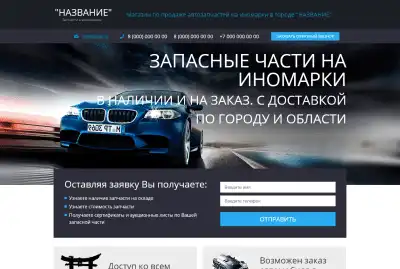 "НАЗВАНИЕ"
Магазин по продаже автозапчастей на иномарки в городе "НАЗВАНИЕ"
8 (000) 000 00 00
8 (000) 000 00 00
+7 000 000 00 00
ЗАКАЗАТЬ ОБРАТНЫЙ ЗВОНОК
ЗАПАСНЫЕ ЧАСТИ НА
ИНОМАРКИ
В НАЛИЧИИ И НА ЗАКАЗ. С ДОСТАВКОЙ
ПО ГОРОДУ И ОБЛАСТИ
Оставляя заявку Вы получаете:
Узнаете наличие запчасти на складе
Узнаете стоимость запчасти
Получаете сертификаты и аукционные листы по Вашей
запасной части
Введите имя
Введите телефон
ОТПРАВИТЬ
Доступ ко всем
Возможен заказ